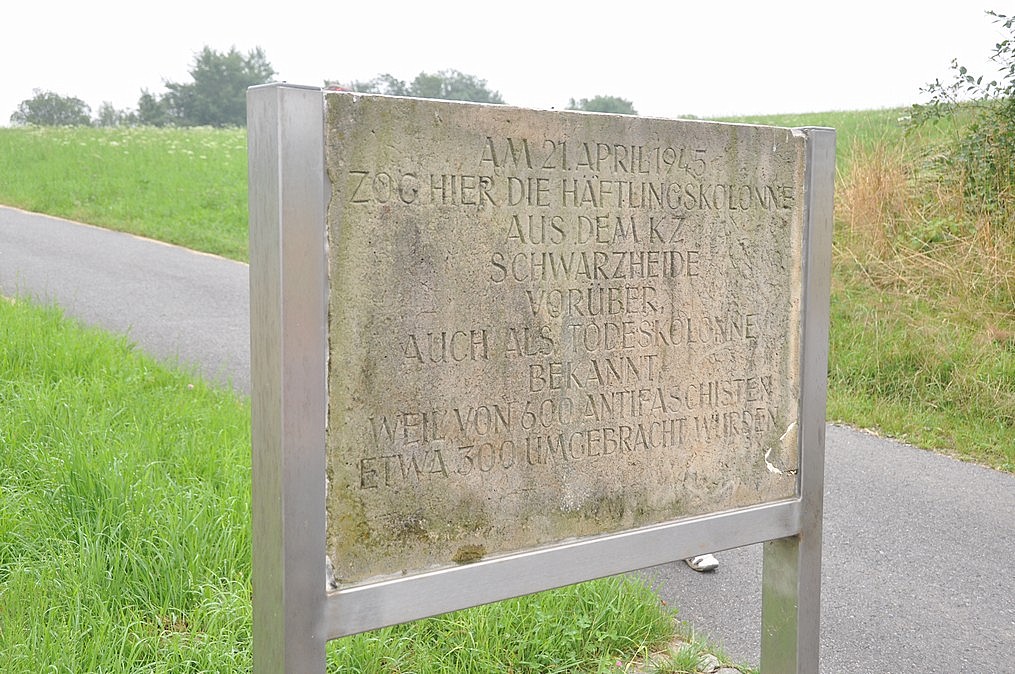 AM 21. APRIL 1945
ZOG HIER DIE HÄFTLINGSKOLONNE
AUS DEM KZ
SCHWARZHEIDE
VORÜBER,
AUCH ALS TODESKOLONNE
BEKANNT,
WEIL VON 600 ANTIFASCHISTEN
ETWA 300 UMGEBRACHT WURDEN